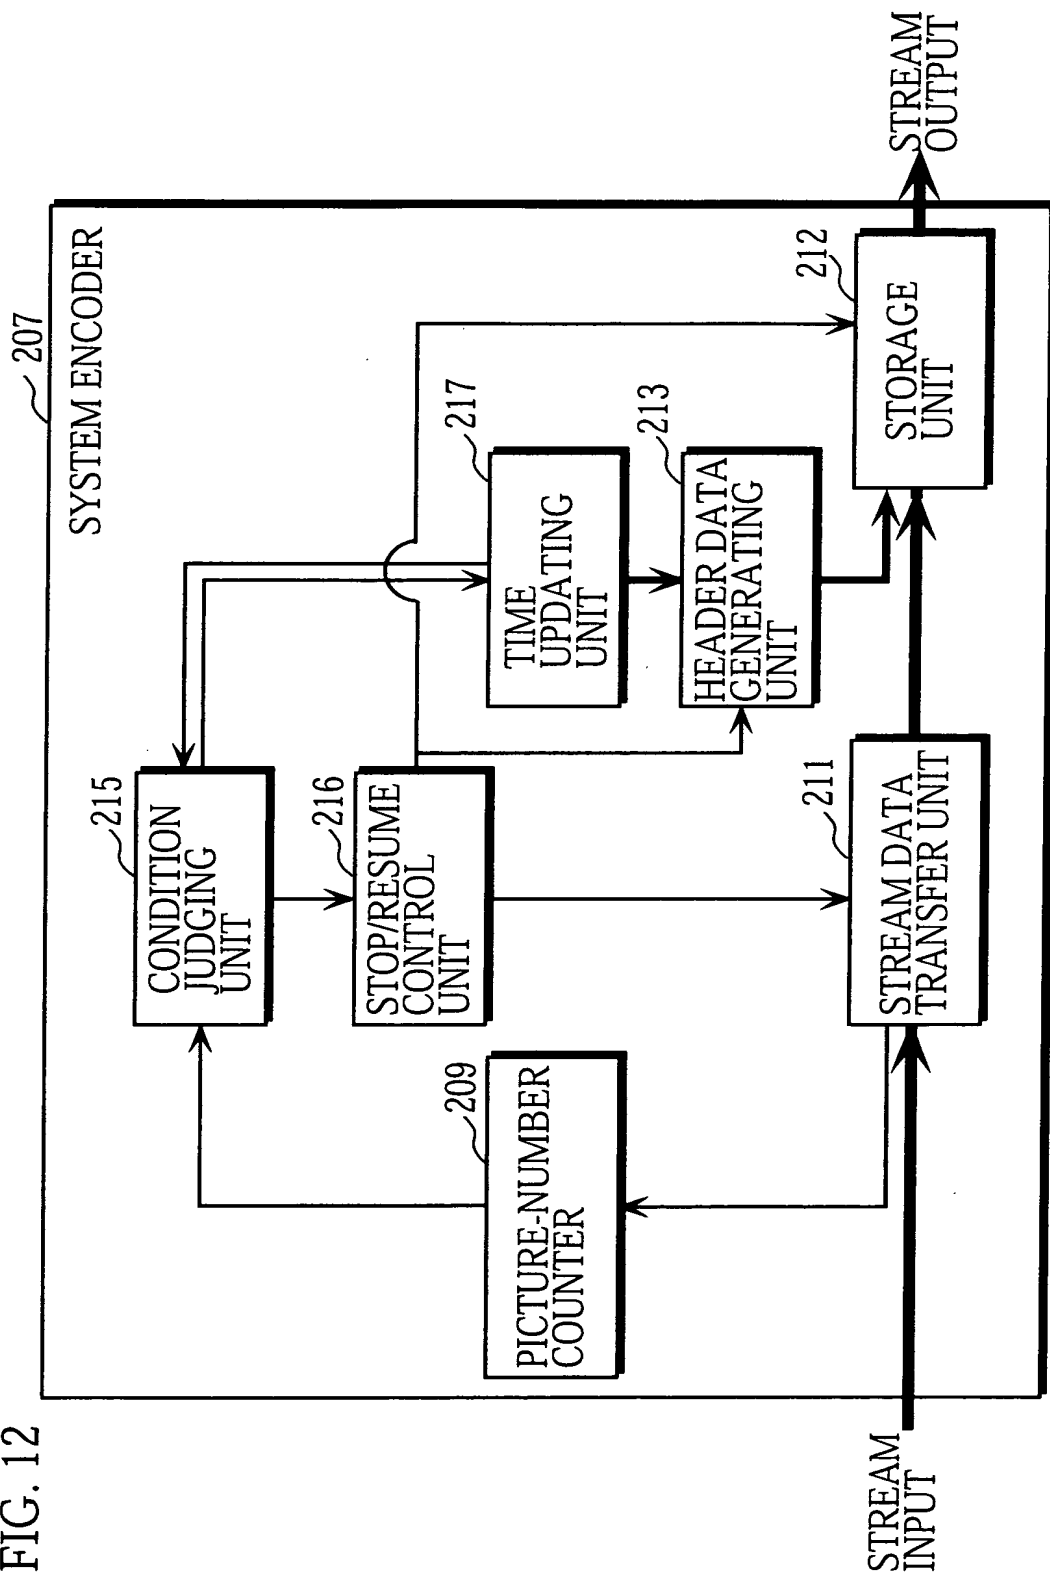 FIG. 12
207
SYSTEM ENCODER
215
CONDITION
JUDGING
UNIT
216
STOP/RESUME
CONTROL
UNIT
217
TIME
UPDATING
UNIT
213
HEADER DATA
GENERATING
UNIT
212
STORAGE
UNIT
209
PICTURE-NUMBER
COUNTER
211
STREAM DATA
TRANSFER UNIT
STREAM
INPUT
STREAM
OUTPUT